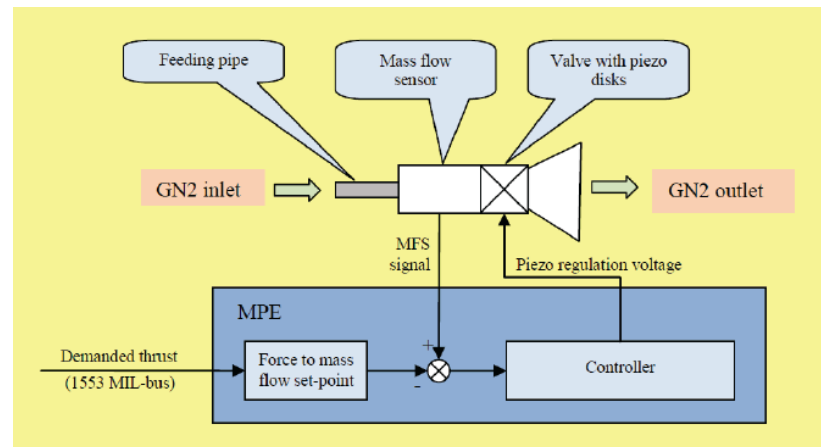 Feeding pipe
Mass flow
sensor
Valve with piezo
disks
GN2 inlet
GN2 outlet
MFS
signal
Piezo regulation voltage
MPE
Demanded thrust
(1553 MIL-bus)
Force to mass
flow set-point
+
-
Controller